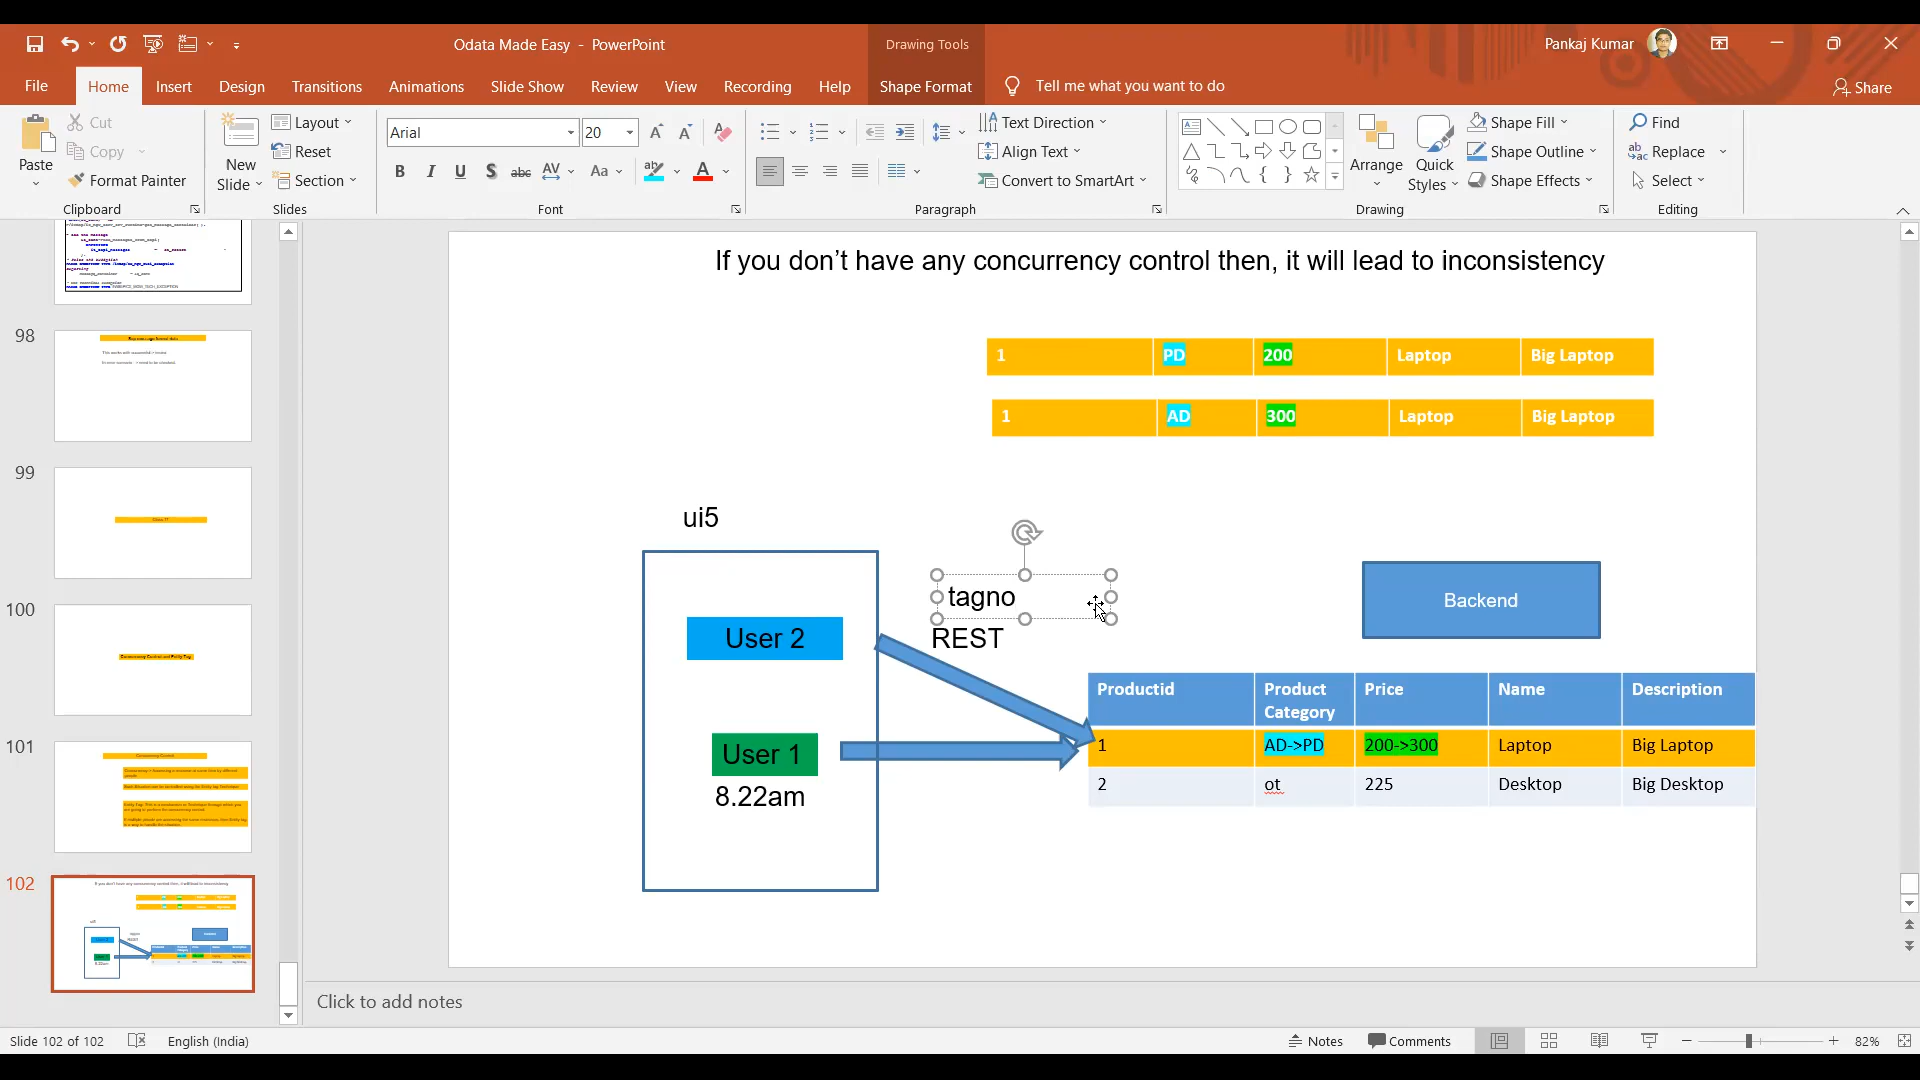 Odata Made Easy - PowerPoint
Drawing Tools
Pankaj Kumar
File Home Insert Design Transitions Animations Slide Show Review View Recording Help Shape Format Tell me what you want to do Share
Cut
Copy
Format Painter
Paste
Clipboard
New Slide
Layout
Reset
Section
Slides
Arial 20
Font
Text Direction
Align Text
Convert to SmartArt
Paragraph
Arrange
Quick Styles
Shape Fill
Shape Outline
Shape Effects
Drawing
Find
Replace
Select
Editing
98
99
100
Concurrency Control and Entity Tag
101
Concurrency Control
102
If you don’t have any concurrency control then, it will lead to inconsistency
1 PD 200 Laptop Big Laptop
1 AD 300 Laptop Big Laptop
ui5
tagno
REST
Backend
User 2
User 1
8.22am
Productid Product Category Price Name Description
1 AD->PD 200->300 Laptop Big Laptop
2 ot 225 Desktop Big Desktop
Click to add notes
Slide 102 of 102 English (India) Notes Comments 82%